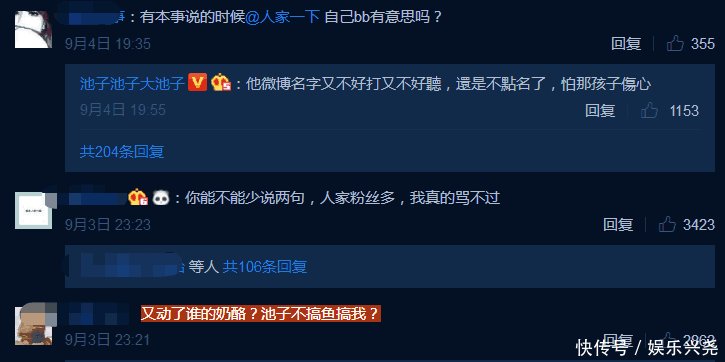 事：有本事说的时候@人家一下 自己bb有意思吗？
9月4日 19:35 回复 355
池子池子大池子 V：他微博名字又不好打又不好聽，還是不點名了，怕那孩子傷心
9月4日 19:55 回复 1153
共204条回复
：你能不能少说两句，人家粉丝多，我真的骂不过
9月3日 23:23 回复 3423
等人 共106条回复
又动了谁的奶酪？池子不搞鱼搞我？
9月3日 23:21 回复
快传号 / 娱乐兴尧